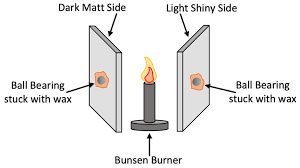 Dark Matt Side
Light Shiny Side
Ball Bearing
stuck with wax
Ball Bearing
stuck with wax
Bunsen Burner